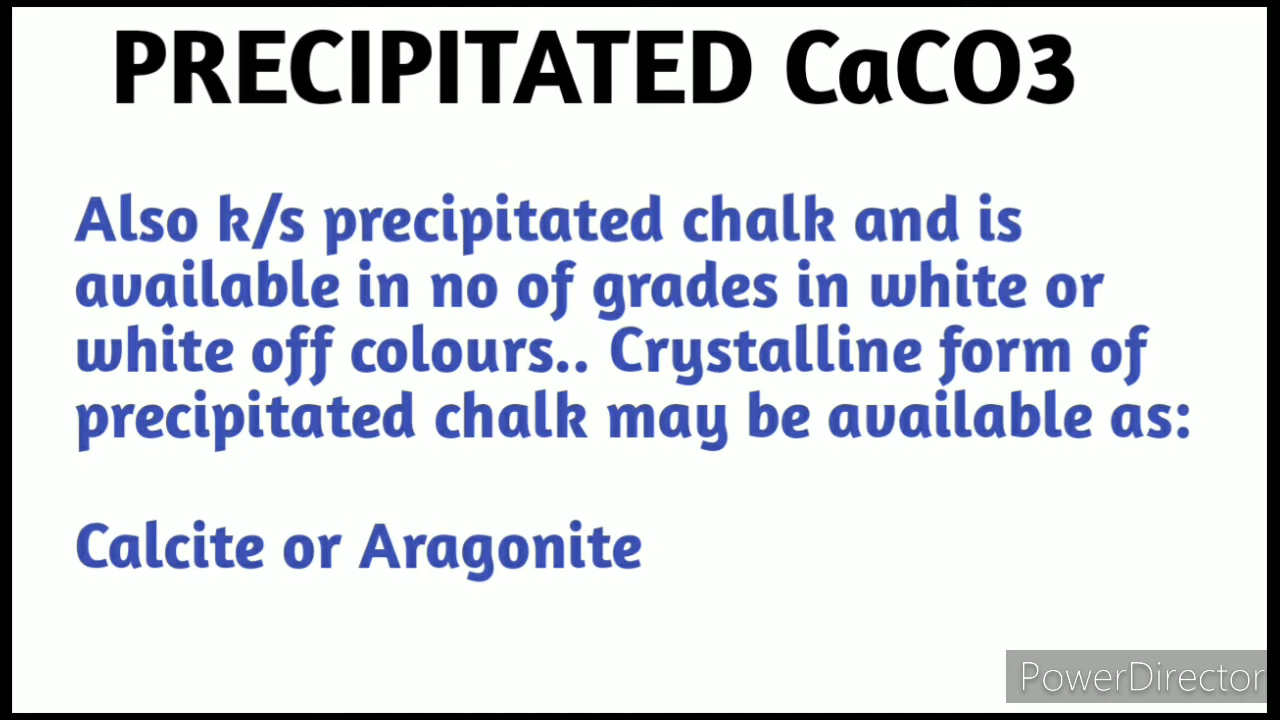 PRECIPITATED CaCO3
Also k/s precipitated chalk and is
available in no of grades in white or
white off colours.. Crystalline form of
precipitated chalk may be available as:
Calcite or Aragonite
PowerDirector